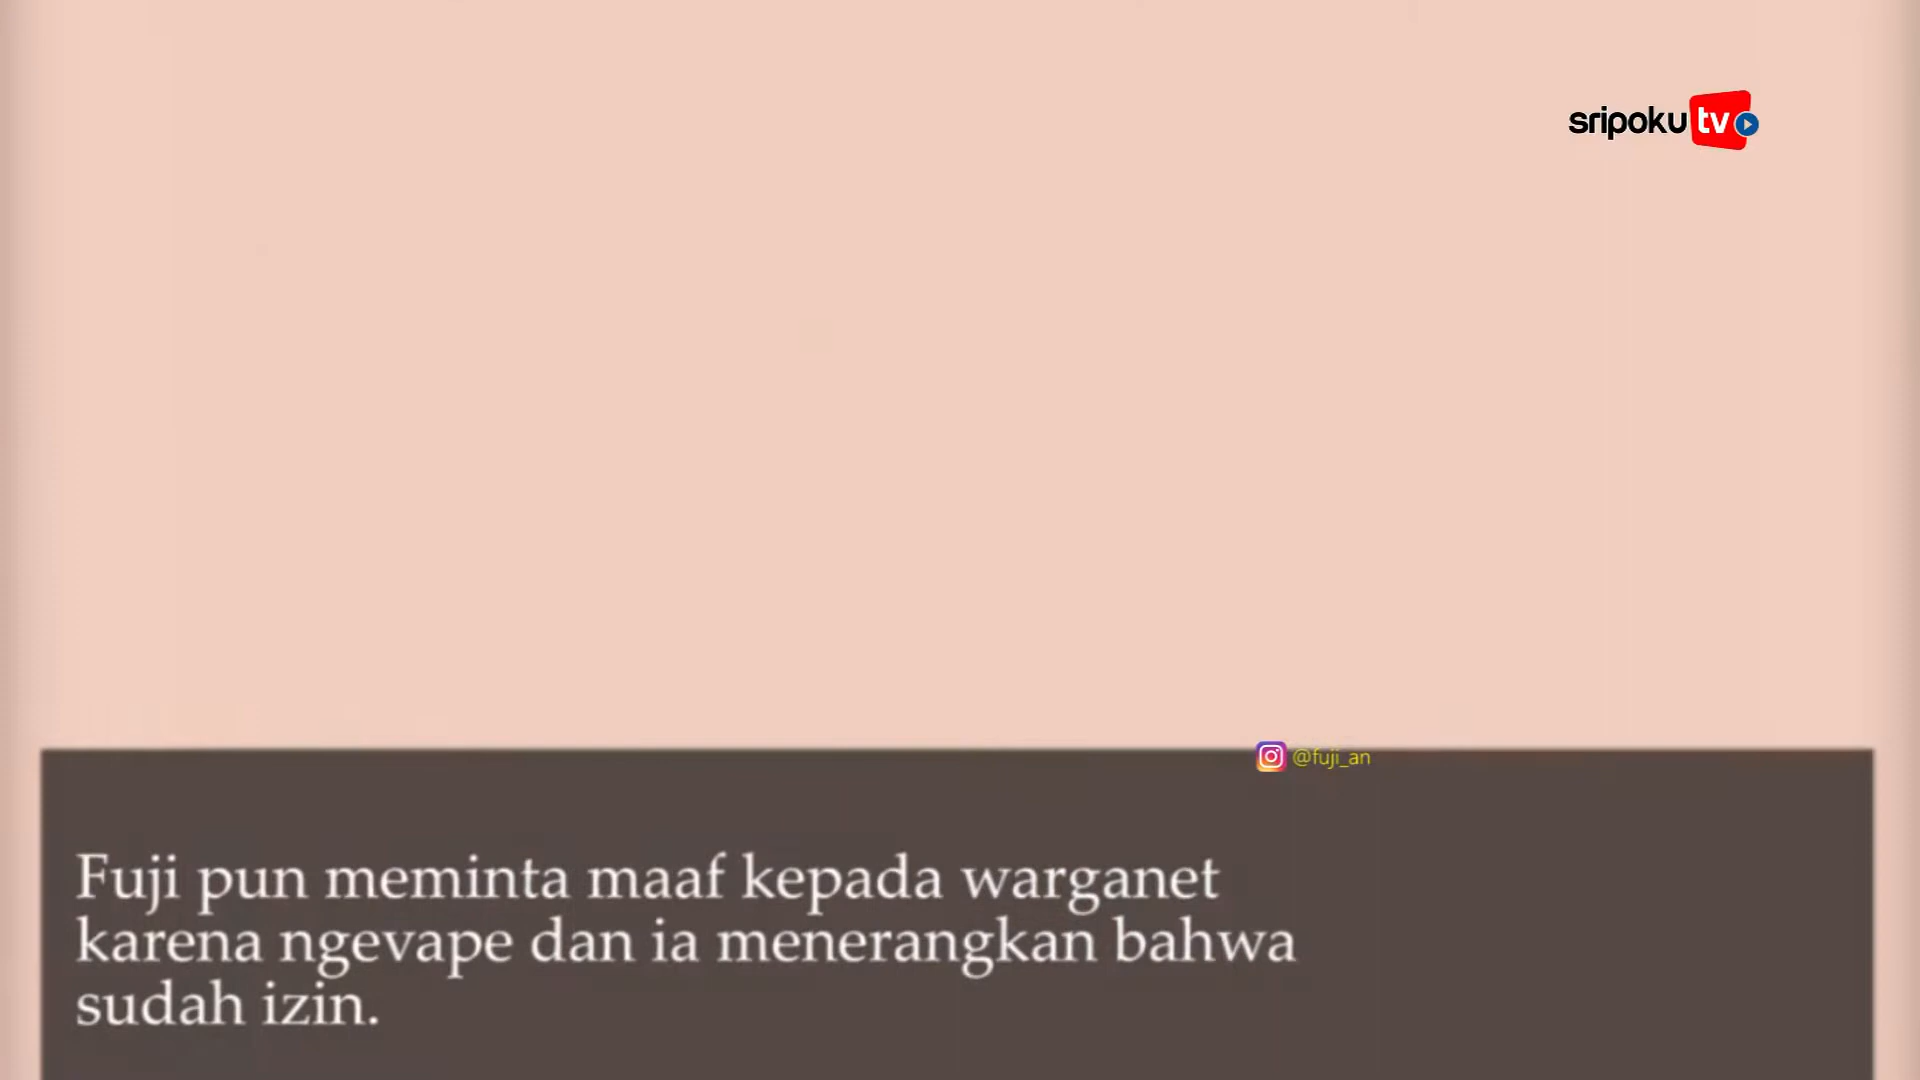 sripoku tv
@fuji_an
Fuji pun meminta maaf kepada warganet
karena ngevape dan ia menerangkan bahwa
sudah izin.